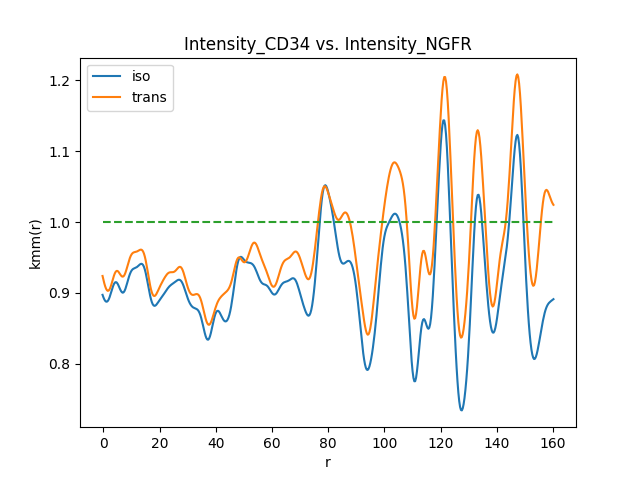 Intensity_CD34 vs. Intensity_NGFR
iso
trans
1.2
1.1
1.0
0.9
0.8
kmm(r)
0 20 40 60 80 100 120 140 160
r